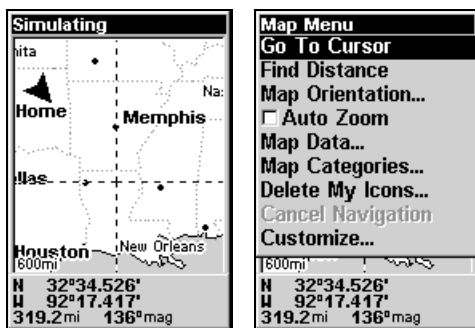 Simulating
hita
Na:
Home
Memphis
llas
Houston
New Orleans
600mi
N 32°34.526'
W 92°17.417'
319.2mi 136°mag
Map Menu
Go To Cursor
Find Distance
Map Orientation...
Auto Zoom
Map Data...
Map Categories...
Delete My Icons...
Cancel Navigation
Customize...
600mi
N 32°34.526'
W 92°17.417'
319.2mi 136°mag